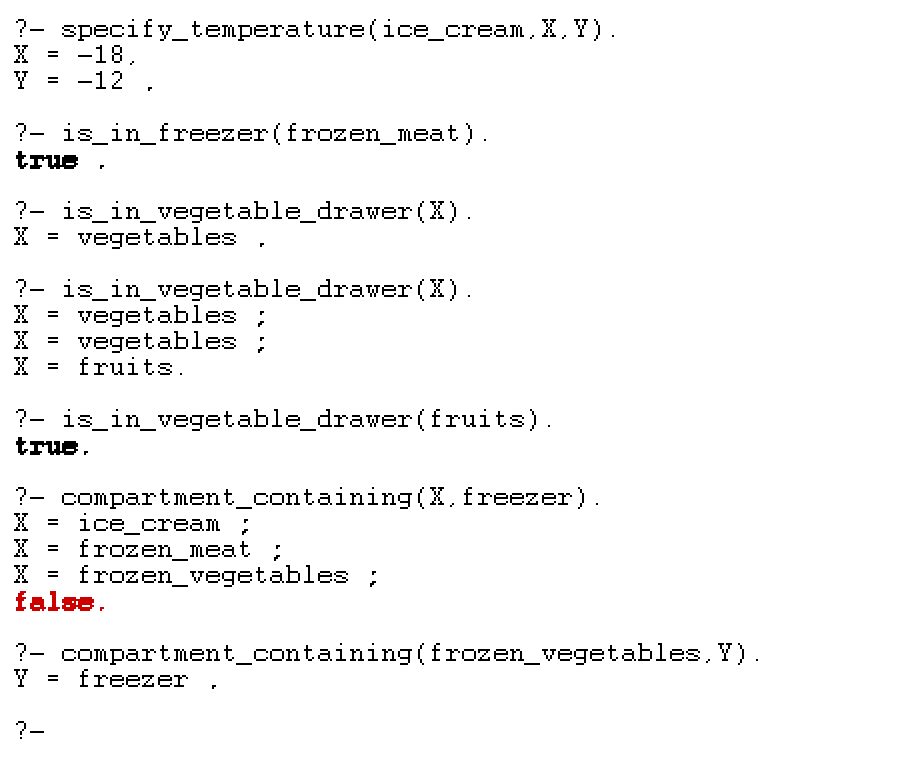 ?- specify_temperature(ice_cream,X,Y).
X = -18,
Y = -12 .
?- is_in_freezer(frozen_meat).
true .
?- is_in_vegetable_drawer(X).
X = vegetables .
?- is_in_vegetable_drawer(X).
X = vegetables ;
X = vegetables ;
X = fruits.
?- is_in_vegetable_drawer(fruits).
true.
?- compartment_containing(X,freezer).
X = ice_cream ;
X = frozen_meat ;
X = frozen_vegetables ;
false.
?- compartment_containing(frozen_vegetables,Y).
Y = freezer .
?-